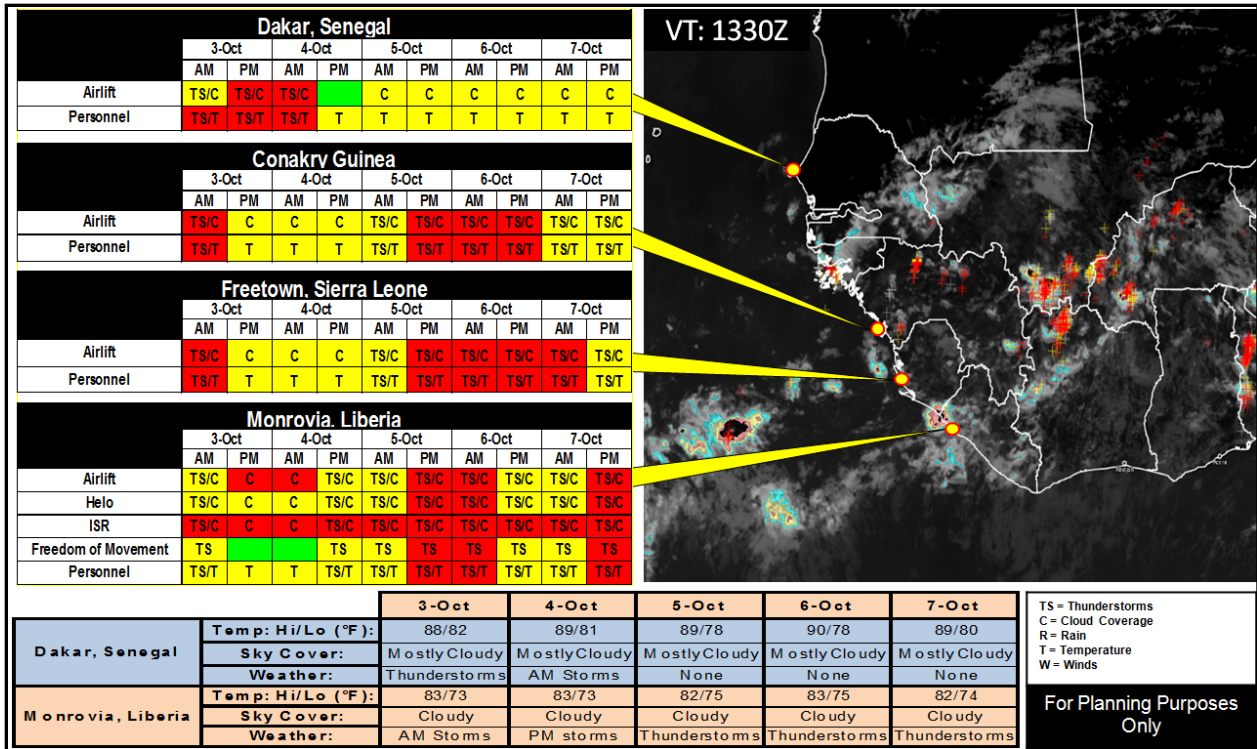 Dakar, Senegal
3-Oct 4-Oct 5-Oct 6-Oct 7-Oct
AM PM AM PM AM PM AM PM AM PM
Airlift TS/C TS/C TS/C C C C C C C
Personnel TS/T TS/T TS/T T T T T T T T
Conakry Guinea
3-Oct 4-Oct 5-Oct 6-Oct 7-Oct
AM PM AM PM AM PM AM PM AM PM
Airlift TS/C C C C TS/C TS/C TS/C TS/C TS/C TS/C
Personnel TS/T T T T TS/T TS/T TS/T TS/T TS/T TS/T
Freetown, Sierra Leone
3-Oct 4-Oct 5-Oct 6-Oct 7-Oct
AM PM AM PM AM PM AM PM AM PM
Airlift TS/C C C C TS/C TS/C TS/C TS/C TS/C TS/C
Personnel TS/T T T T TS/T TS/T TS/T TS/T TS/T TS/T
Monrovia, Liberia
3-Oct 4-Oct 5-Oct 6-Oct 7-Oct
AM PM AM PM AM PM AM PM AM PM
Airlift TS/C C C TS/C TS/C TS/C TS/C TS/C TS/C TS/C
Helo TS/C C C TS/C TS/C TS/C TS/C TS/C TS/C TS/C
ISR TS/C C C TS/C TS/C TS/C TS/C TS/C TS/C TS/C
Freedom of Movement TS TS TS TS TS TS TS TS
Personnel TS/T T T TS/T TS/T TS/T TS/T TS/T TS/T TS/T
VT: 1330Z
Abidjan
Accra
3-Oct 4-Oct 5-Oct 6-Oct 7-Oct
Dakar, Senegal
Temp: Hi/Lo (°F): 88/82 89/81 89/78 90/78 89/80
Sky Cover: Mostly Cloudy Mostly Cloudy Mostly Cloudy Mostly Cloudy Mostly Cloudy
Weather: Thunderstorms AM Storms None None None
Monrovia, Liberia
Temp: Hi/Lo (°F): 83/73 83/73 82/75 83/75 82/74
Sky Cover: Cloudy Cloudy Cloudy Cloudy Cloudy
Weather: AM Storms PM storms Thunderstorms Thunderstorms Thunderstorms
TS = Thunderstorms
C = Cloud Coverage
R = Rain
T = Temperature
W = Winds
For Planning Purposes
Only